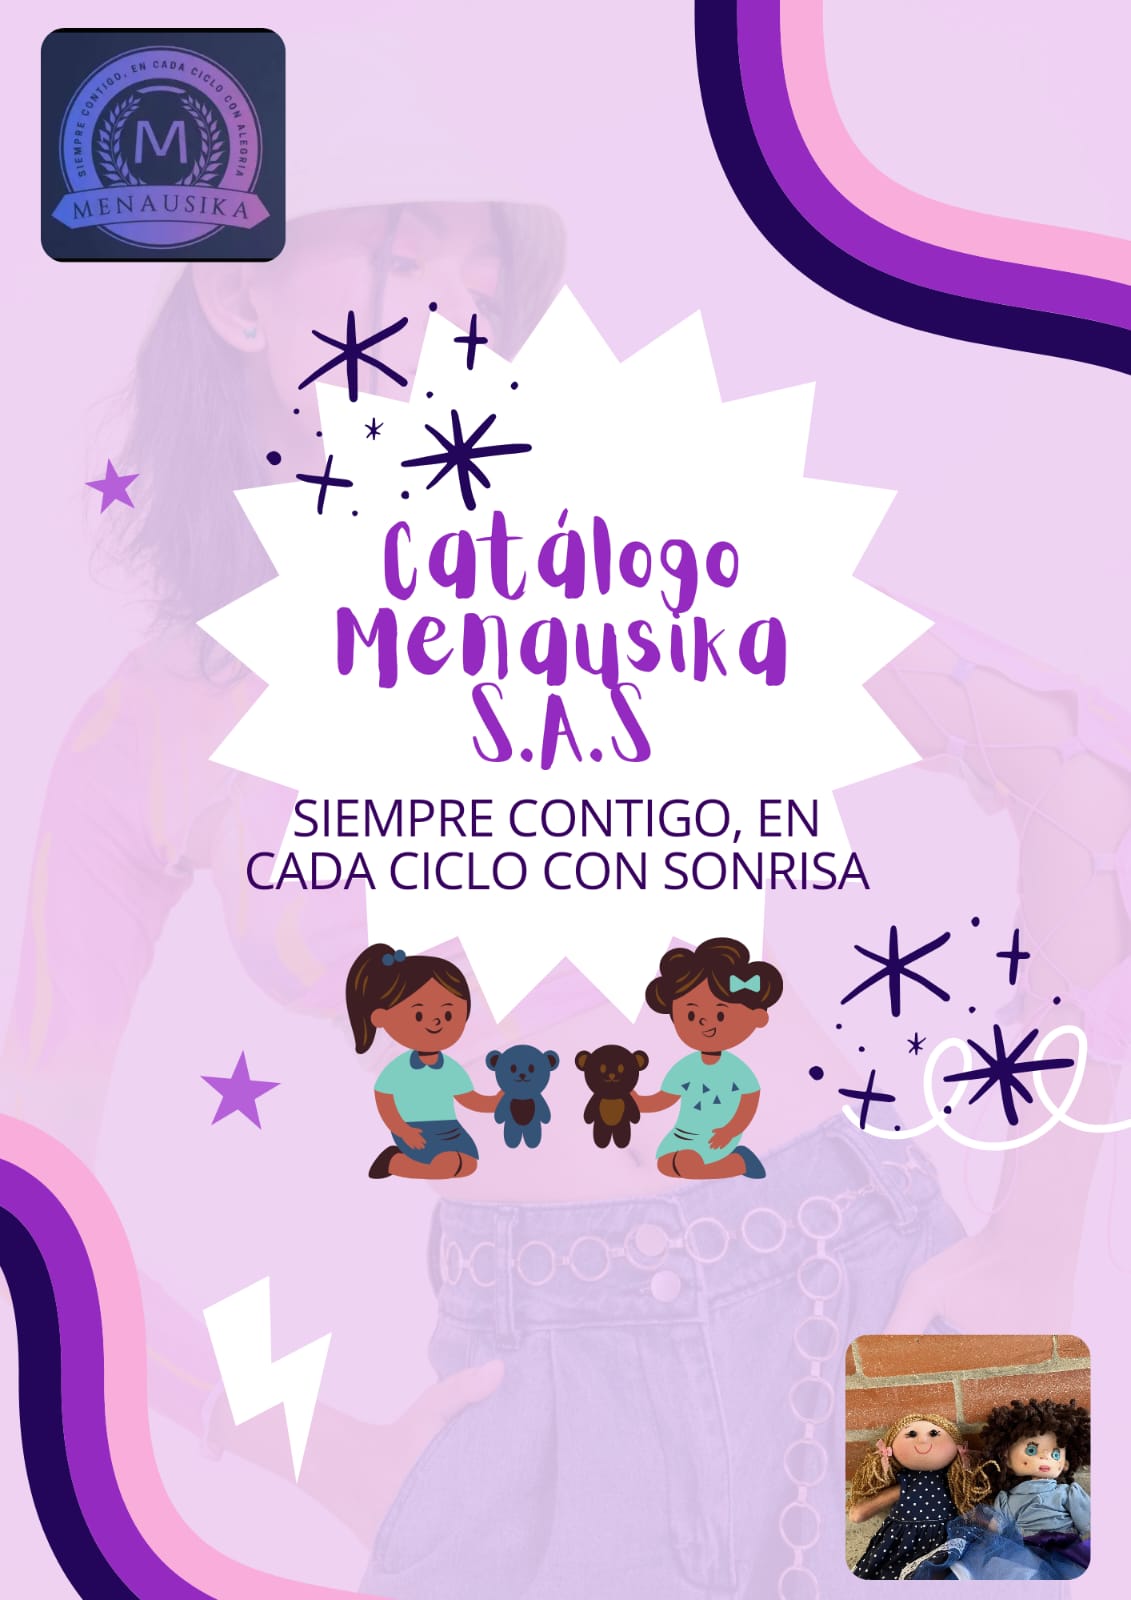 SIEMPRE CONTIGO, EN CADA CICLO CON ALEGRIA
M
MENAUSIKA
Catálogo
Menausika
S.A.S
SIEMPRE CONTIGO, EN
CADA CICLO CON SONRISA